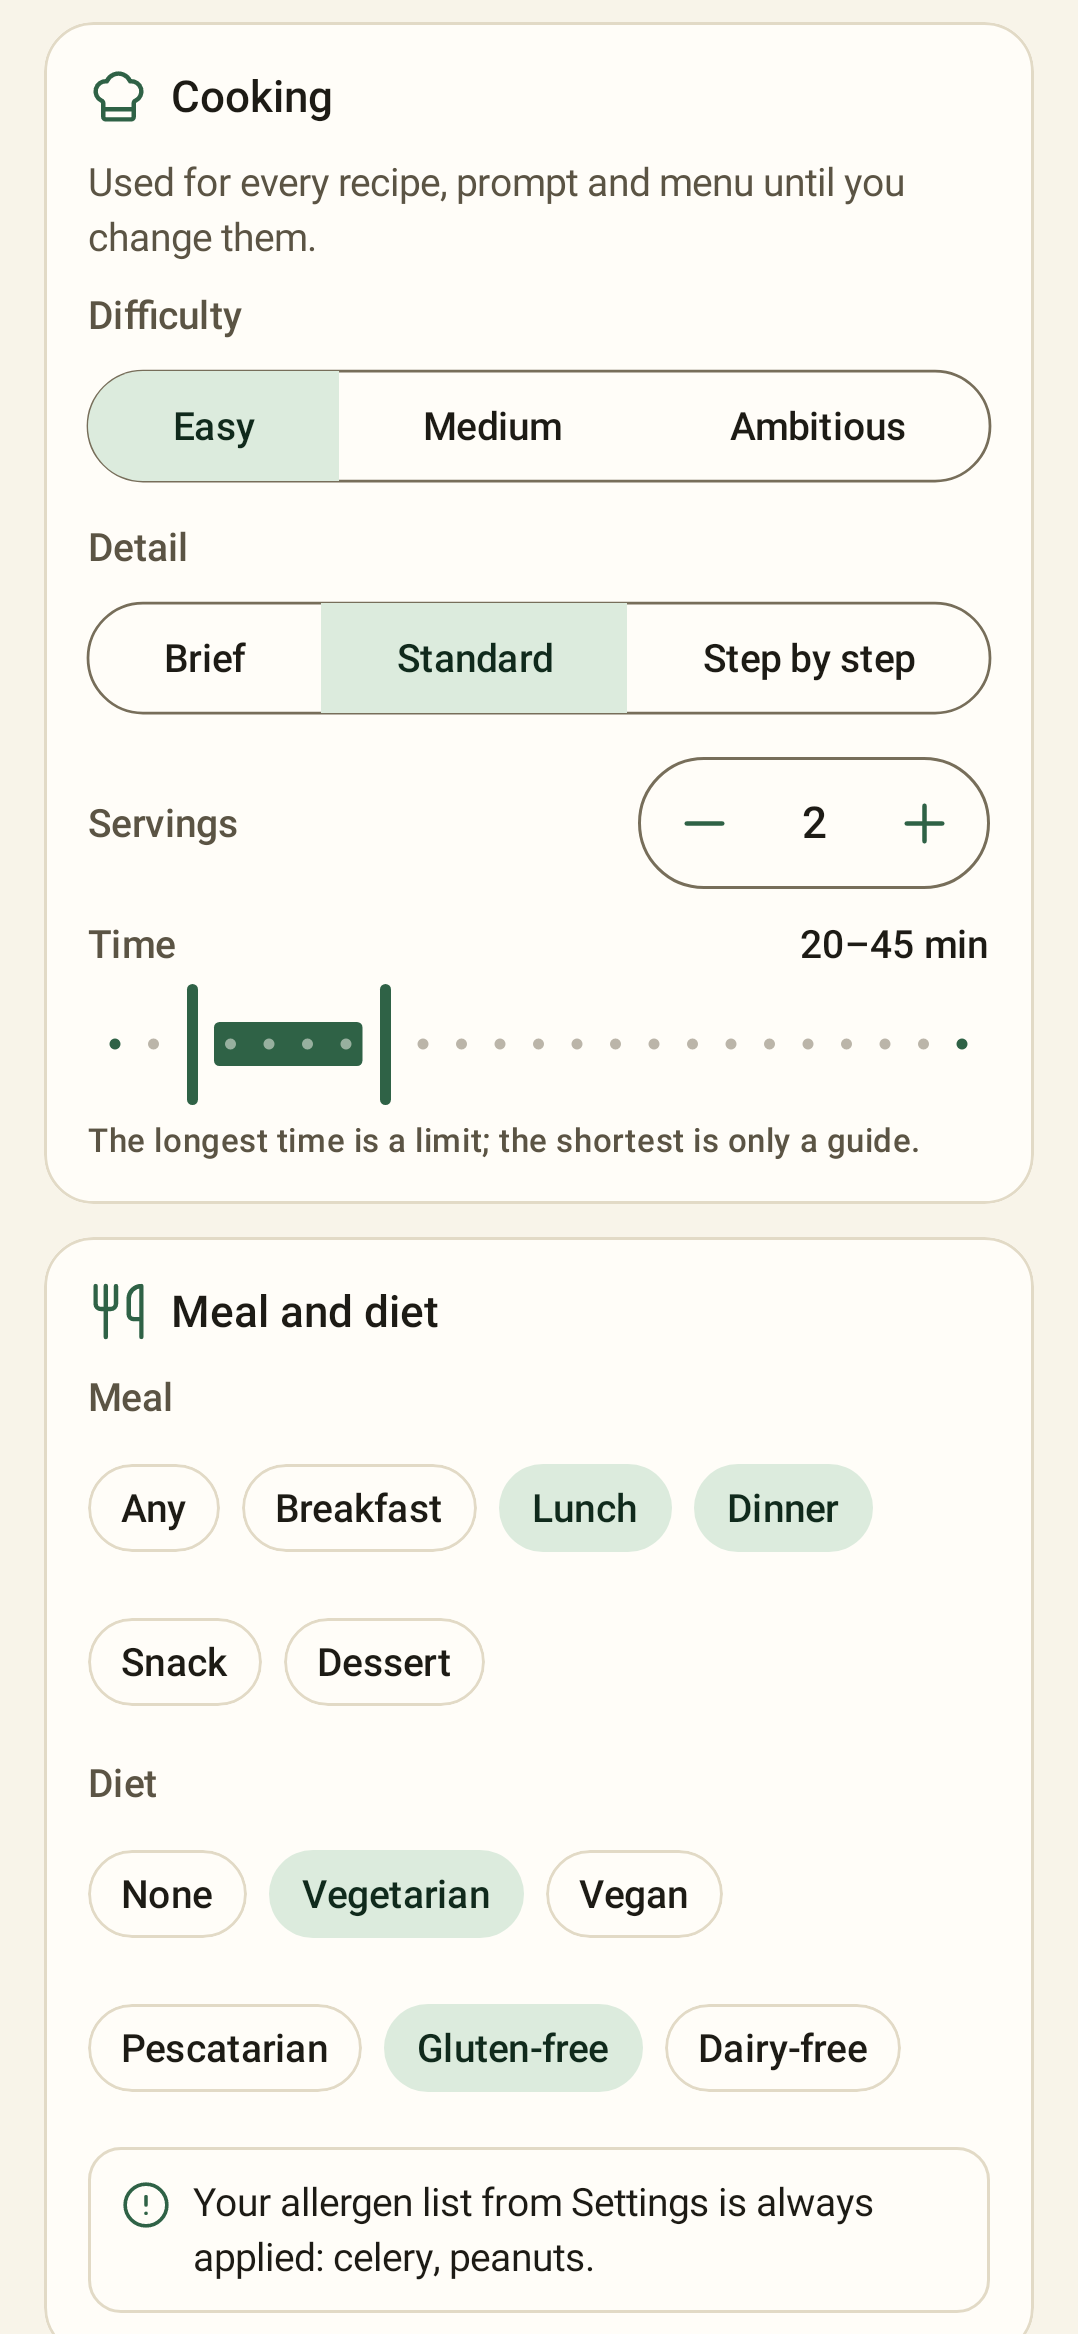 Cooking
Used for every recipe, prompt and menu until you
change them.
Difficulty
Easy Medium Ambitious
Detail
Brief Standard Step by step
Servings 2
Time 20–45 min
The longest time is a limit; the shortest is only a guide.
Meal and diet
Meal
Any Breakfast Lunch Dinner
Snack Dessert
Diet
None Vegetarian Vegan
Pescatarian Gluten-free Dairy-free
Your allergen list from Settings is always
applied: celery, peanuts.